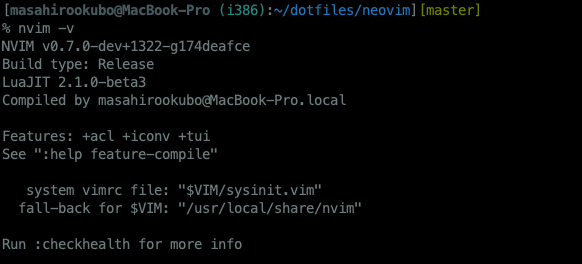 [masahirookubo@MacBook-Pro (i386):~/dotfiles/neovim][master]
% nvim -v
NVIM v0.7.0-dev+1322-g174deafce
Build type: Release
LuaJIT 2.1.0-beta3
Compiled by masahirookubo@MacBook-Pro.local
Features: +acl +iconv +tui
See ":help feature-compile"
system vimrc file: "$VIM/sysinit.vim"
fall-back for $VIM: "/usr/local/share/nvim"
Run :checkhealth for more info